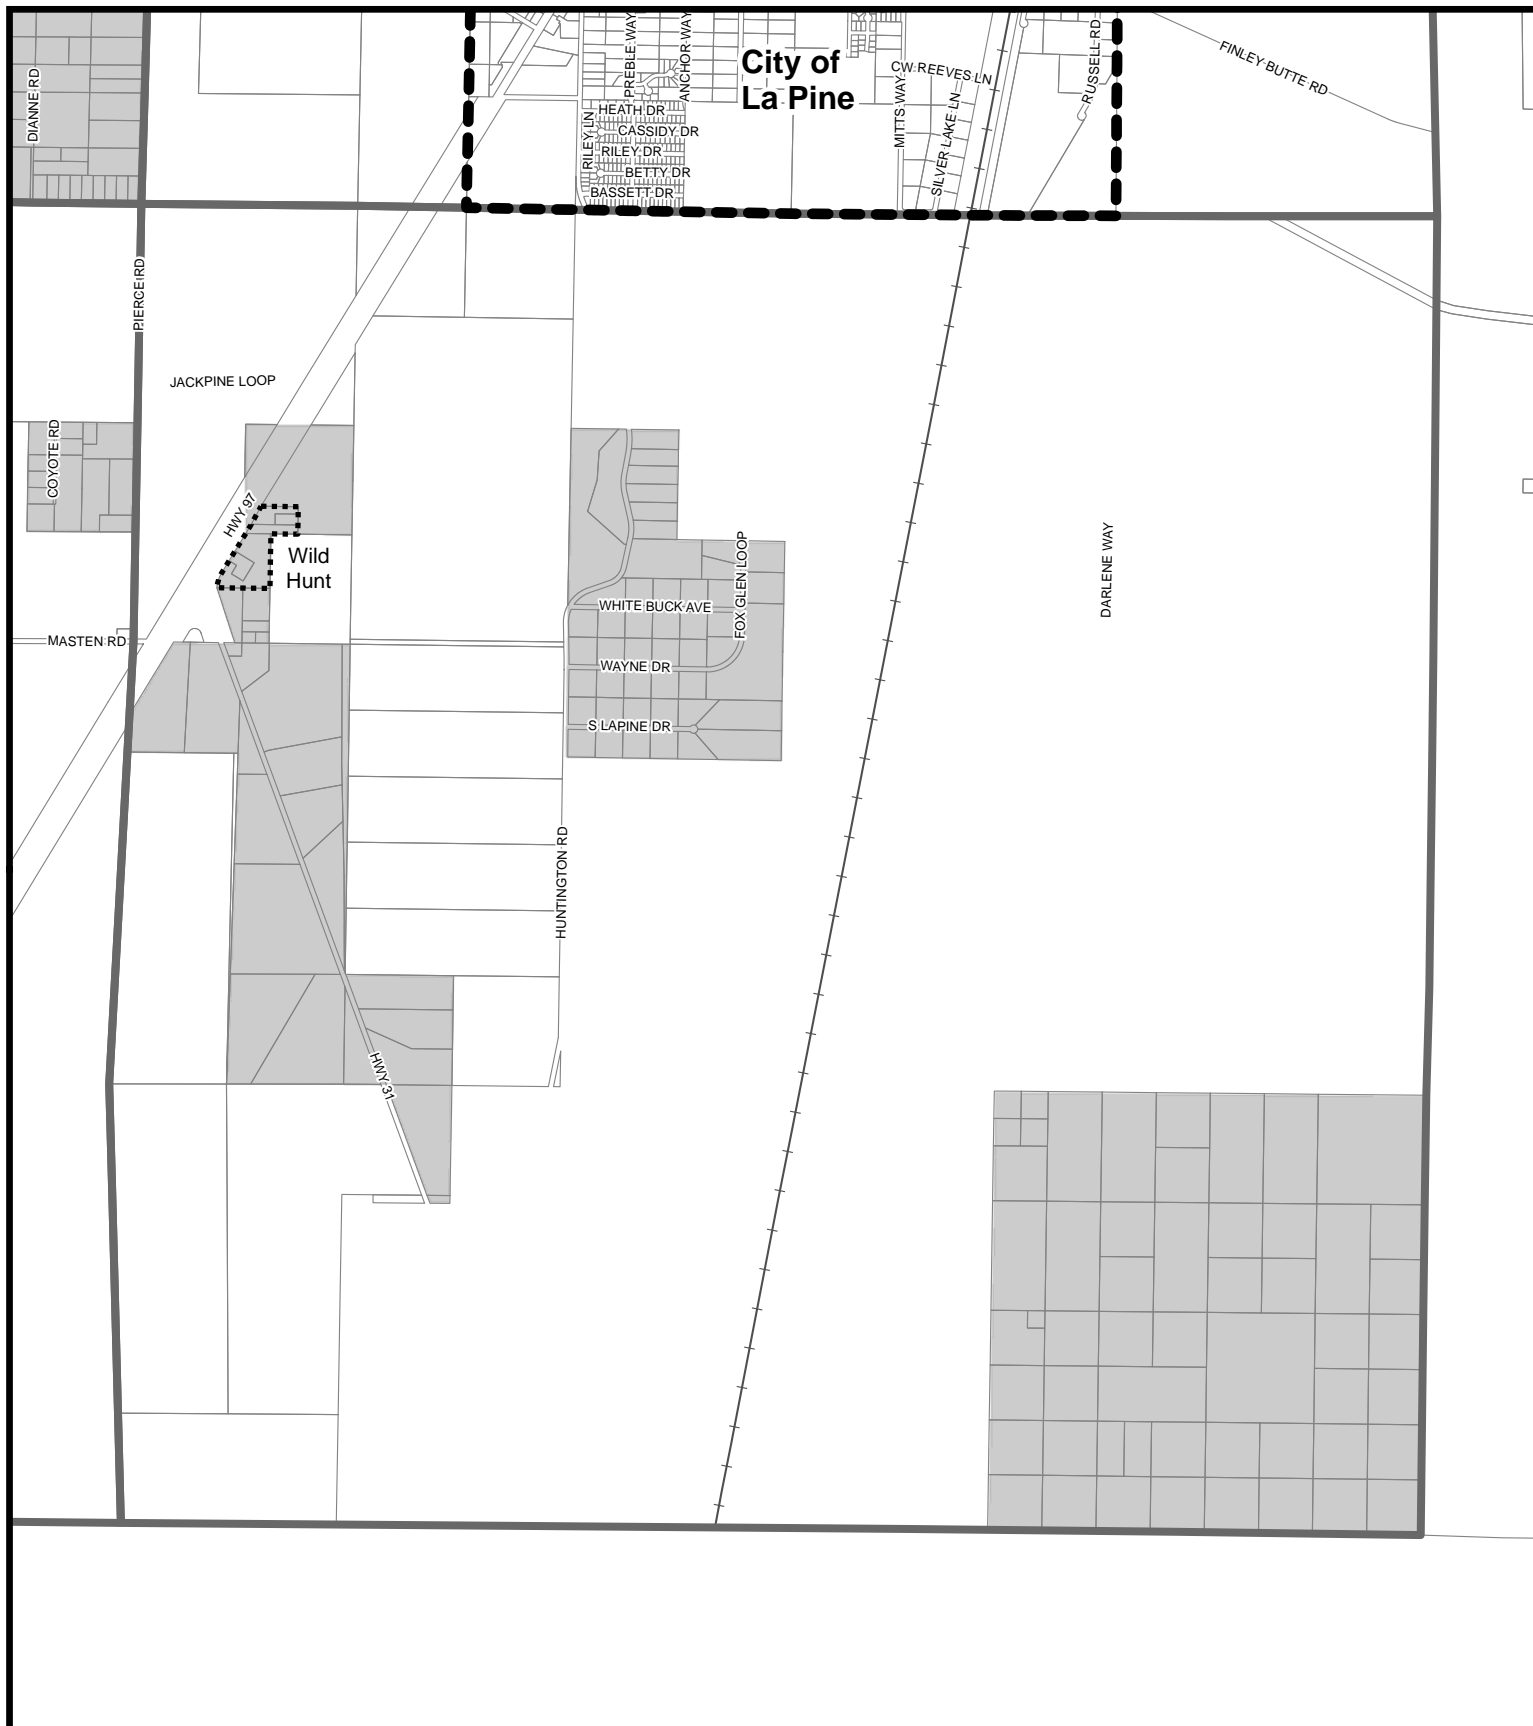 DIANNE RD
PREBLE WAY
ANCHOR WAY
City of
La Pine
CW REEVES LN
MITTS WAY
SILVER LAKE LN
RUSSELL RD
FINLEY BUTTE RD
RILEY LN
HEATH DR
CASSIDY DR
RILEY DR
BETTY DR
BASSETT DR
PIERCE RD
JACKPINE LOOP
COYOTE RD
HWY 97
Wild
Hunt
MASTEN RD
WHITE BUCK AVE
FOX GLEN LOOP
WAYNE DR
S LAPINE DR
DARLENE WAY
HUNTINGTON RD
HWY 31